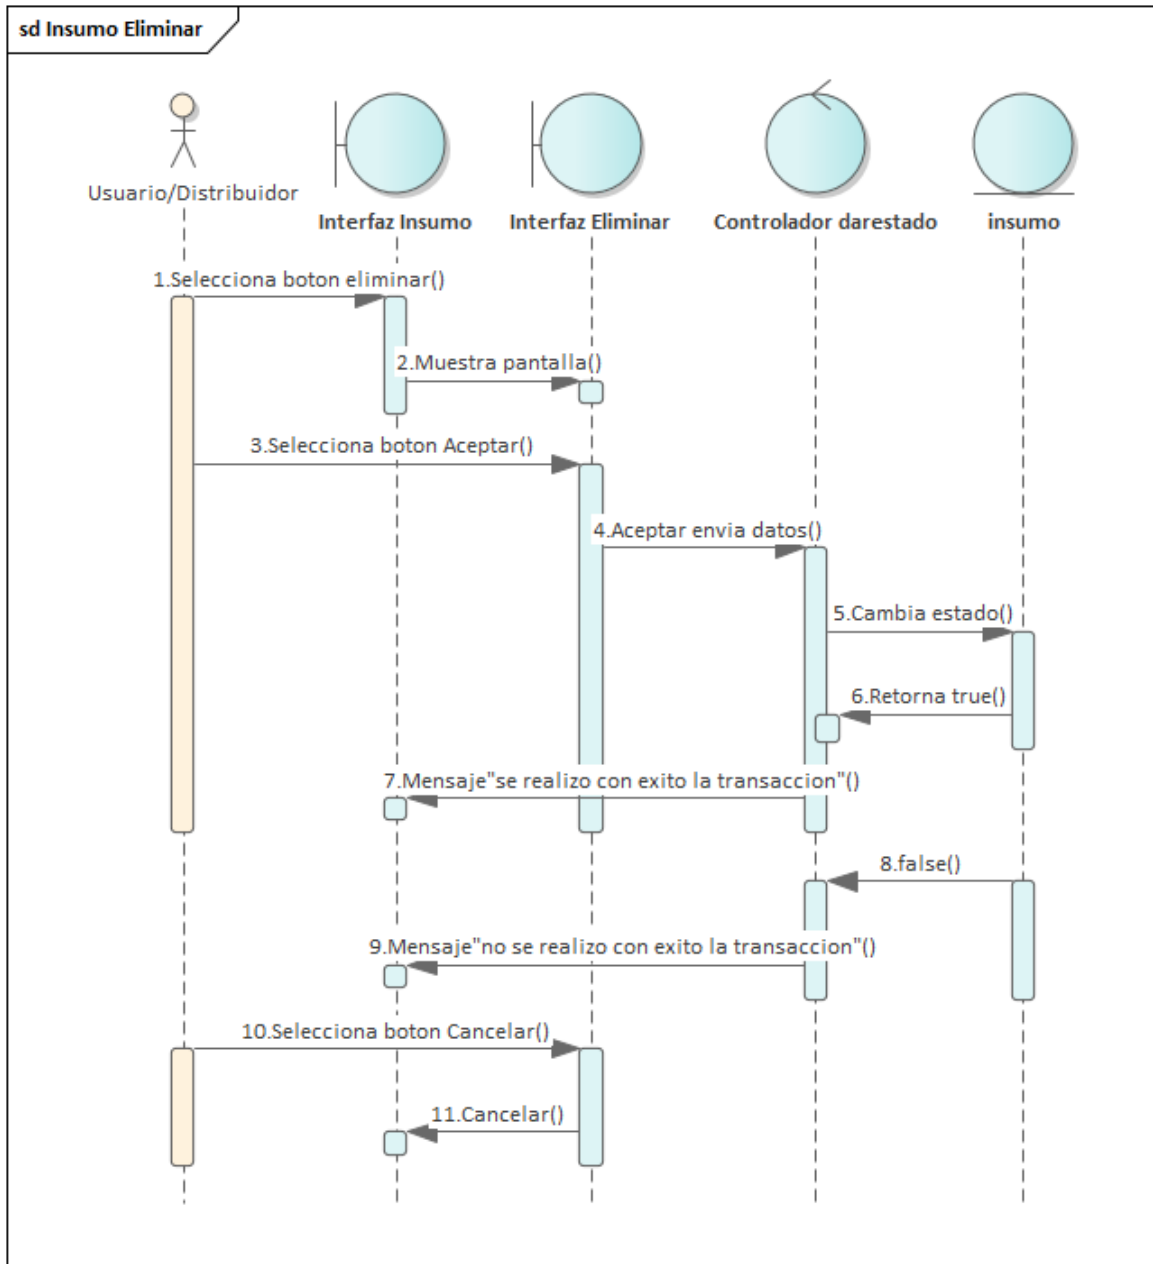 sd Insumo Eliminar
Usuario/Distribuidor
Interfaz Insumo
Interfaz Eliminar
Controlador darestado
insumo
1.Selecciona boton eliminar()
2.Muestra pantalla()
3.Selecciona boton Aceptar()
4.Aceptar envia datos()
5.Cambia estado()
6.Retorna true()
7.Mensaje"se realizo con exito la transaccion"()
8.false()
9.Mensaje"no se realizo con exito la transaccion"()
10.Selecciona boton Cancelar()
11.Cancelar()